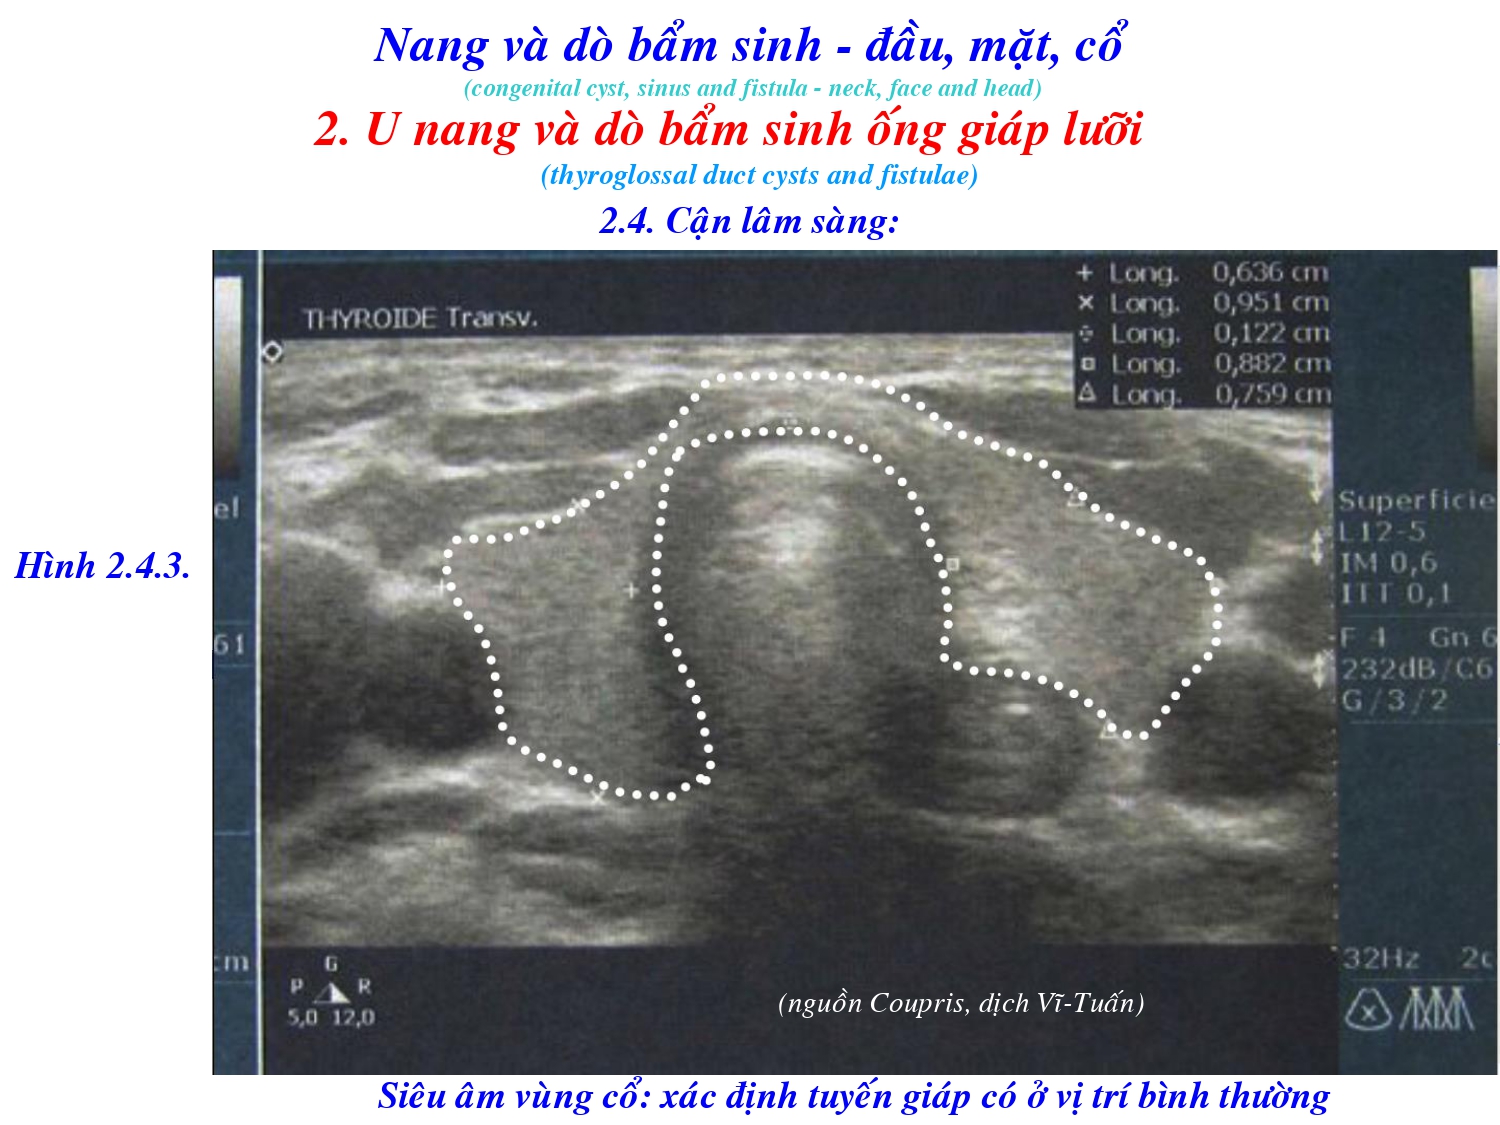 Nang và dò bẩm sinh - đầu, mặt, cổ
(congenital cyst, sinus and fistula - neck, face and head)
2. U nang và dò bẩm sinh ống giáp lưỡi
(thyroglossal duct cysts and fistulae)
2.4. Cận lâm sàng:
+ Long. 0,636 cm
× Long. 0,951 cm
Long. 0,122 cm
Long. 0,882 cm
Long. 0,759 cm
THYROIDE Transv.
el
Superficie
L12-5
IM 0,6
ITT 0,1
Hình 2.4.3.
61
F 4 Gn 6
232dB/C6
G/3/2
:m
G
P R
5,0 12,0
32Hz 2c
(nguồn Coupris, dịch Vĩ-Tuấn)
Siêu âm vùng cổ: xác định tuyến giáp có ở vị trí bình thường